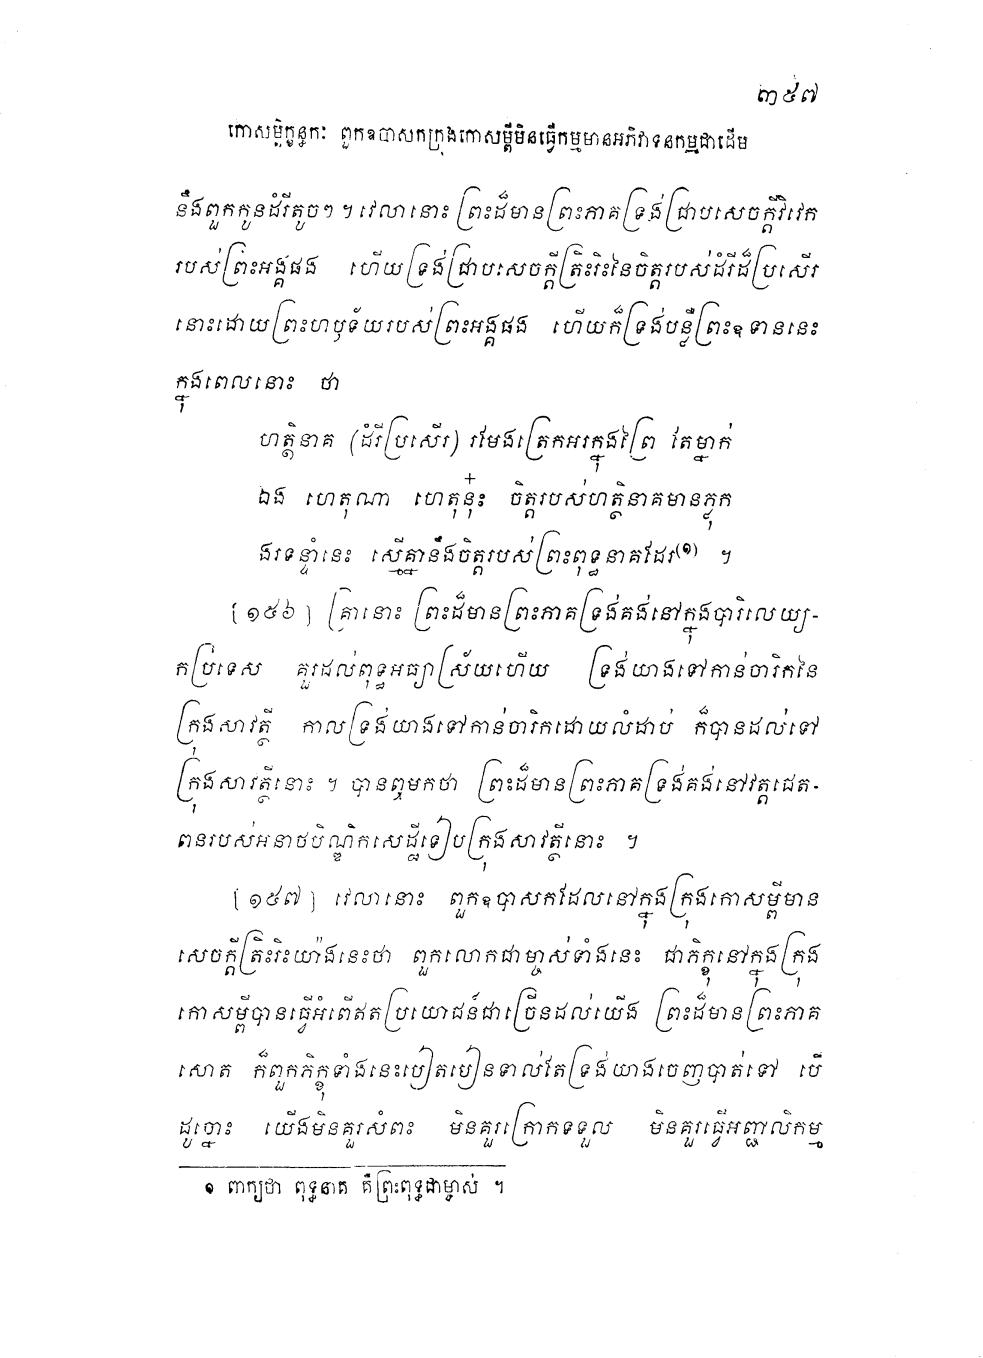 ៣៥៧
កោសម្ពិក្ខន្ធកៈ ពួកឧបាសកក្រុងកោសម្ពីមិនធ្វើកម្មមានអភិវាទនកម្មជាដើម
នឹងពួកកូនដំរីតូចៗ ។ វេលានោះ ព្រះដ៏មានព្រះភាគទ្រង់ជ្រាបសេចក្តីវិវេក
របស់ព្រះអង្គផង ហើយទ្រង់ជ្រាបសេចក្តីត្រិះរិះនៃចិត្តរបស់ដំរីដ៏ប្រសើរ
នោះដោយព្រះហឫទ័យរបស់ព្រះអង្គផង ហើយក៏ទ្រង់បន្លឺព្រះឧទាននេះ
ក្នុងពេលនោះ ថា
ហត្ថិនាគ (ដំរីប្រសើរ) រមែងត្រេកអរក្នុងព្រៃ តែម្នាក់
ឯង ហេតុណា ហេតុនុ៎ះ ចិត្តរបស់ហត្ថិនាគមានភ្លុក
ងរទន្ទាំនេះ ស្មើគ្នានឹងចិត្តរបស់ព្រះពុទ្ធនាគដែរ(១) ។
[១៥៦] គ្រានោះ ព្រះដ៏មានព្រះភាគទ្រង់គង់នៅក្នុងបារិលេយ្យ-
កប្រទេស គួរដល់ពុទ្ធអធ្យាស្រ័យហើយ ទ្រង់យាងទៅកាន់ចារិកនៃ
ក្រុងសាវត្ថី កាលទ្រង់យាងទៅកាន់ចារិកដោយលំដាប់ ក៏បានដល់ទៅ
ក្រុងសាវត្ថីនោះ ។ បានឮមកថា ព្រះដ៏មានព្រះភាគទ្រង់គង់នៅវត្តជេត-
ពនរបស់អនាថបិណ្ឌិកសេដ្ឋីទៀបក្រុងសាវត្ថីនោះ ។
[១៥៧] វេលានោះ ពួកឧបាសកដែលនៅក្នុងក្រុងកោសម្ពីមាន
សេចក្តីត្រិះរិះយ៉ាងនេះថា ពួកលោកជាម្ចាស់ទាំងនេះ ជាភិក្ខុនៅក្នុងក្រុង
កោសម្ពីបានធ្វើអំពើឥតប្រយោជន៍ជាច្រើនដល់យើង ព្រះដ៏មានព្រះភាគ
សោត ក៏ពួកភិក្ខុទាំងនេះបៀតបៀនទាល់តែទ្រង់យាងចេញបាត់ទៅ បើ
ដូច្នោះ យើងមិនគួរសំពះ មិនគួរក្រោកទទួល មិនគួរធ្វើអញ្ជលិកម្ម
១ ពាក្យថា ពុទ្ធនាគ គឺព្រះពុទ្ធជាម្ចាស់ ។